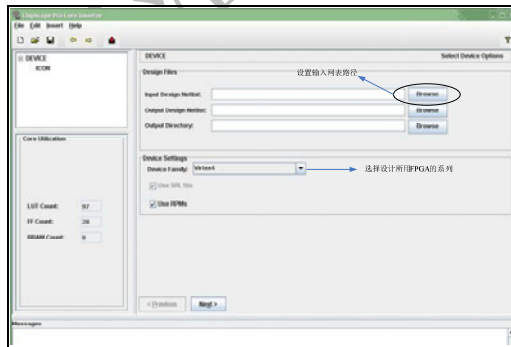 ChipScope Pro Core Inserter
File Edit Insert Help
DEVICE
ICON
DEVICE
Select Device Options
Design Files
设置输入网表路径
Input Design Netlist:
Browse
Output Design Netlist:
Browse
Output Directory:
Browse
Core Utilization
Device Settings
Device Family:
选择设计所用FPGA的系列
Use SRL 16s
Use RPMs
LUT Count: 97
FF Count: 28
BRAM Count: 0
< Previous
Next >
Messages